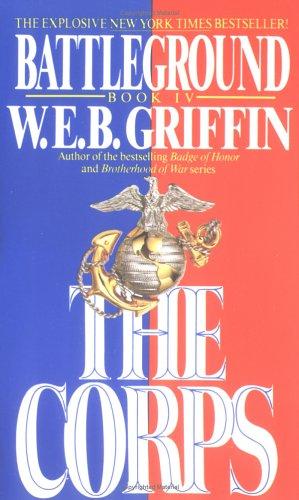 THE EXPLOSIVE NEW YORK TIMES BESTSELLER!
BATTLEGROUND
BOOK IV
W.E.B. GRIFFIN
Author of the bestselling Badge of Honor
and Brotherhood of War series
THE
CORPS